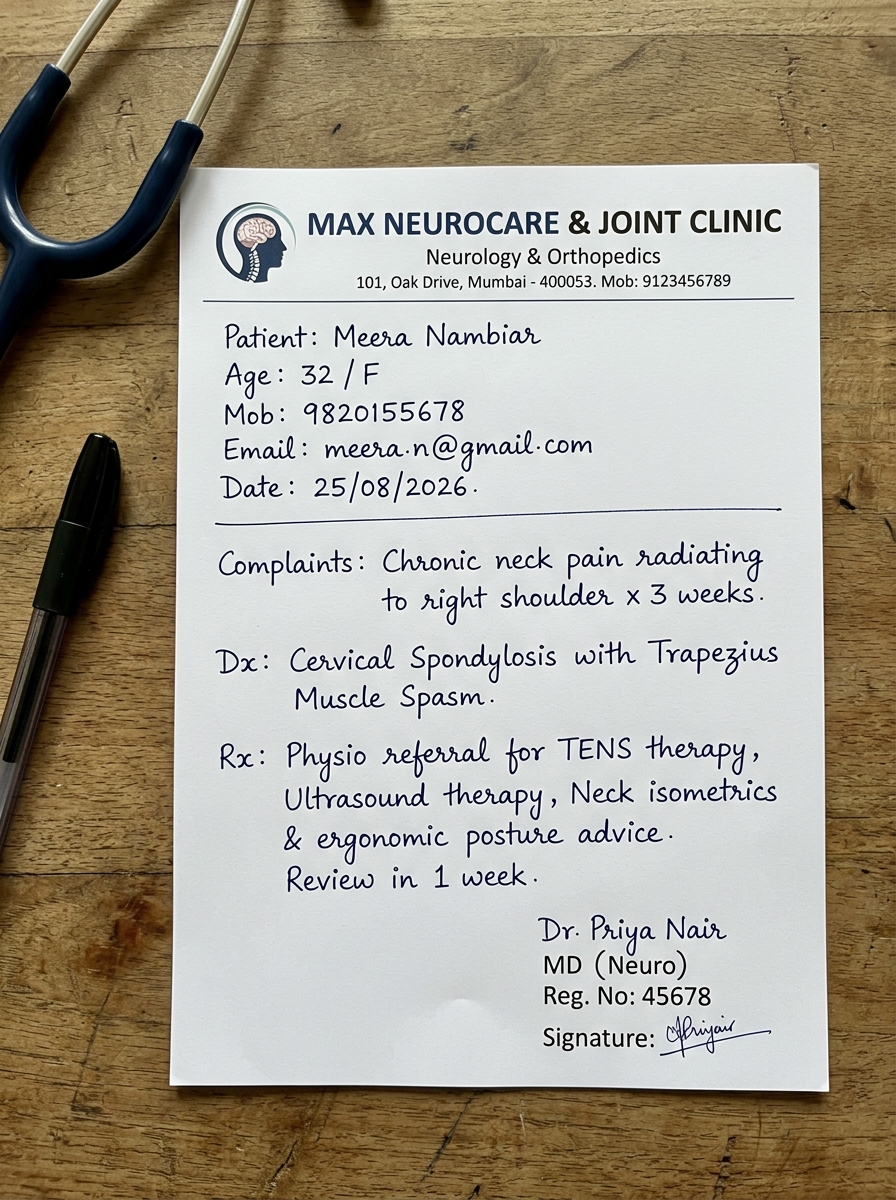 MAX NEUROCARE & JOINT CLINIC
Neurology & Orthopedics
101, Oak Drive, Mumbai - 400053. Mob: 9123456789
Patient: Meera Nambiar
Age: 32 / F
Mob: 9820155678
Email: meera.n@gmail.com
Date: 25/08/2026.
Complaints: Chronic neck pain radiating
to right shoulder x 3 weeks.
Dx: Cervical Spondylosis with Trapezius
Muscle Spasm.
Rx: Physio referral for TENS therapy,
Ultrasound therapy, Neck isometrics
& ergonomic posture advice.
Review in 1 week.
Dr. Priya Nair
MD (Neuro)
Reg. No: 45678
Signature: